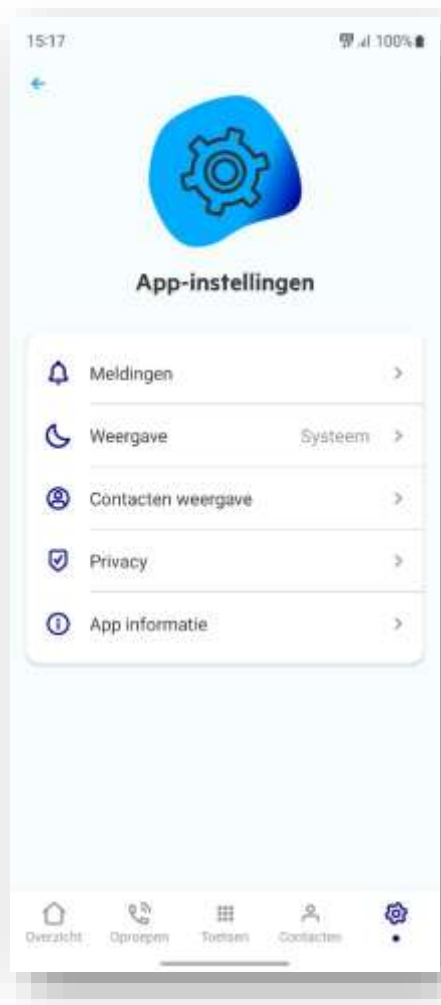 15:17
100%
App-instellingen
Meldingen
Weergave Systeem
Contacten weergave
Privacy
App informatie
Overzicht Oproepen Toetsen Contacten